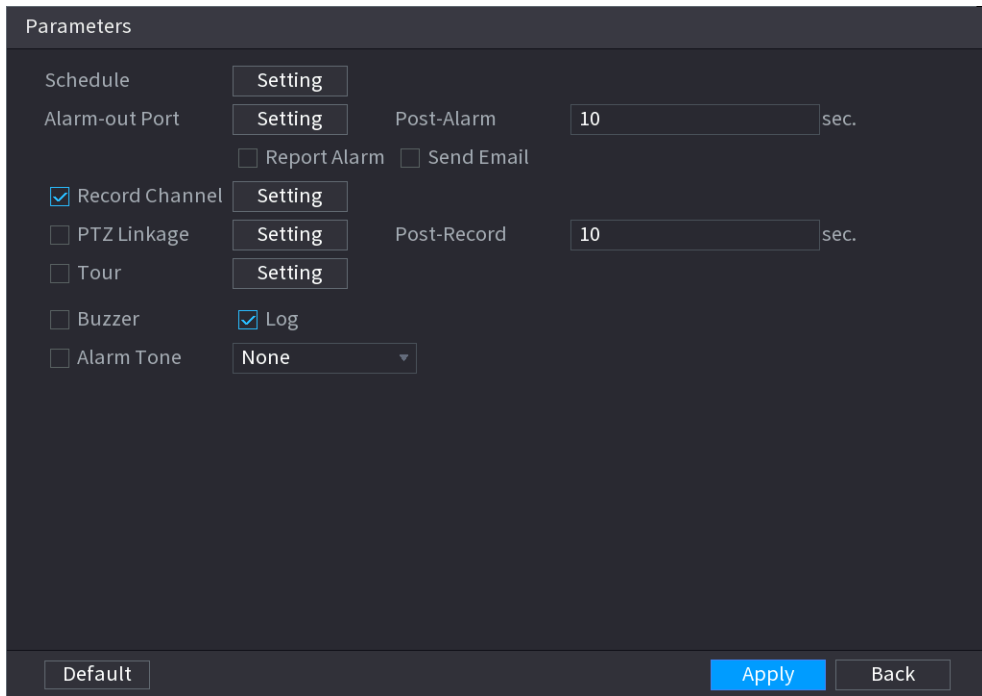 Parameters
Schedule Setting
Alarm-out Port Setting Post-Alarm 10 sec.
Report Alarm Send Email
Record Channel Setting
PTZ Linkage Setting Post-Record 10 sec.
Tour Setting
Buzzer Log
Alarm Tone None
Default Apply Back